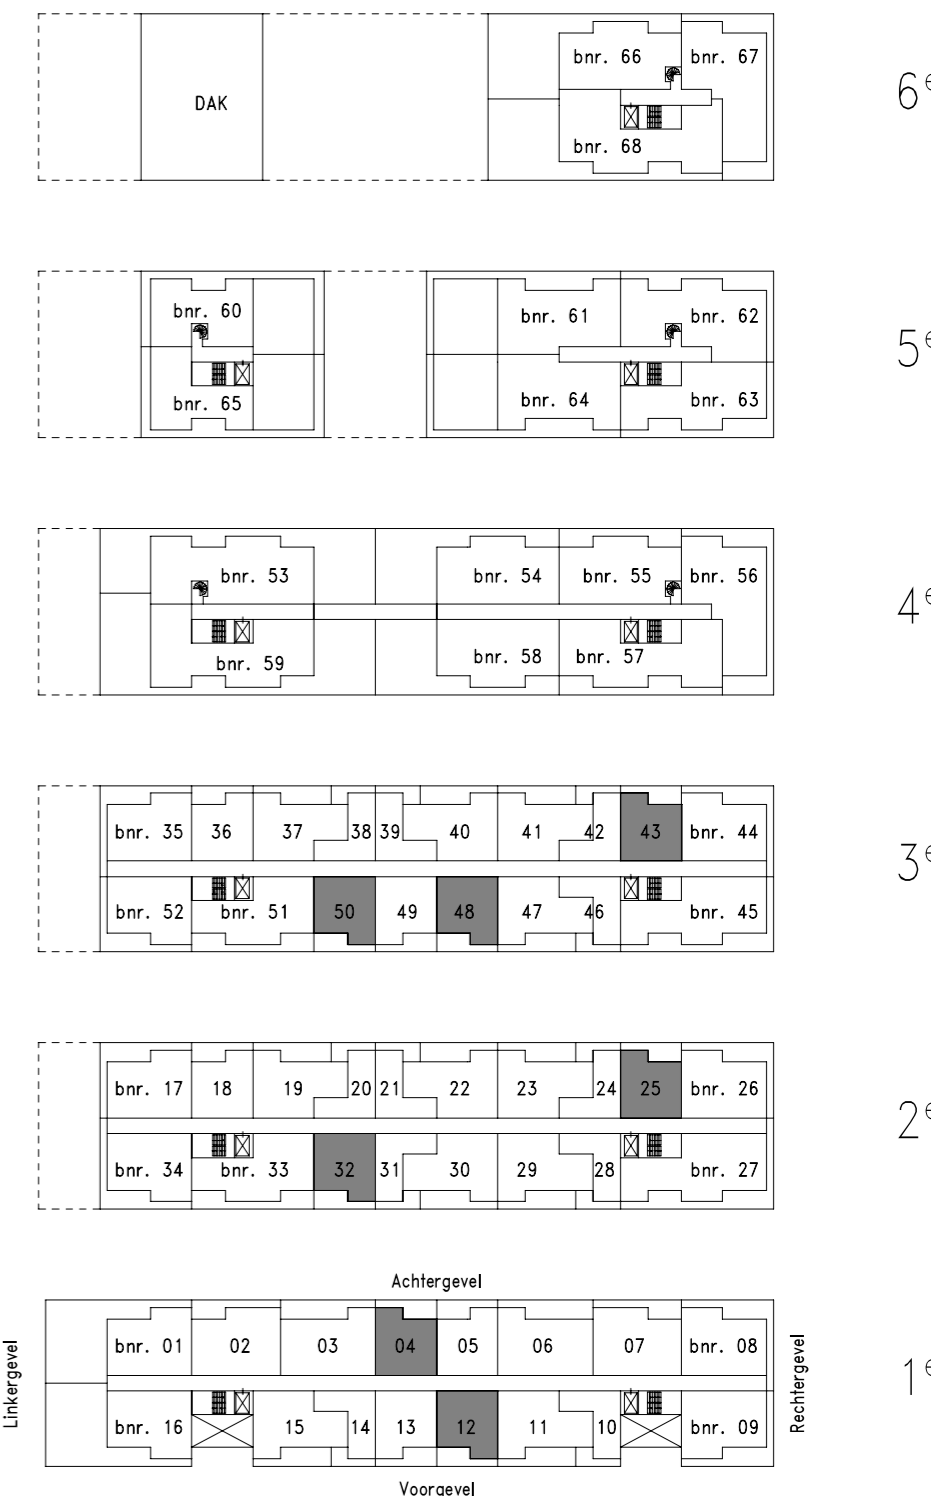 bnr. 66 bnr. 67
6e
DAK
bnr. 68
bnr. 60 bnr. 61 bnr. 62
5e
bnr. 65 bnr. 64 bnr. 63
bnr. 53 bnr. 54 bnr. 55 bnr. 56
4e
bnr. 59 bnr. 58 bnr. 57
bnr. 35 36 37 38 39 40 41 42 43 bnr. 44
3e
bnr. 52 bnr. 51 50 49 48 47 46 bnr. 45
bnr. 17 18 19 20 21 22 23 24 25 bnr. 26
2e
bnr. 34 bnr. 33 32 31 30 29 28 bnr. 27
Achtergevel
bnr. 01 02 03 04 05 06 07 bnr. 08
Linkergevel
Rechtergevel
1e
bnr. 16 15 14 13 12 11 10 bnr. 09
Voorgevel